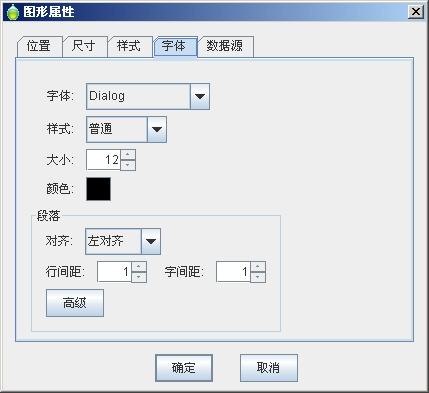 图形属性
位置 尺寸 样式 字体 数据源
字体: Dialog
样式: 普通
大小: 12
颜色:
段落
对齐: 左对齐
行间距: 1 字间距: 1
高级
确定 取消